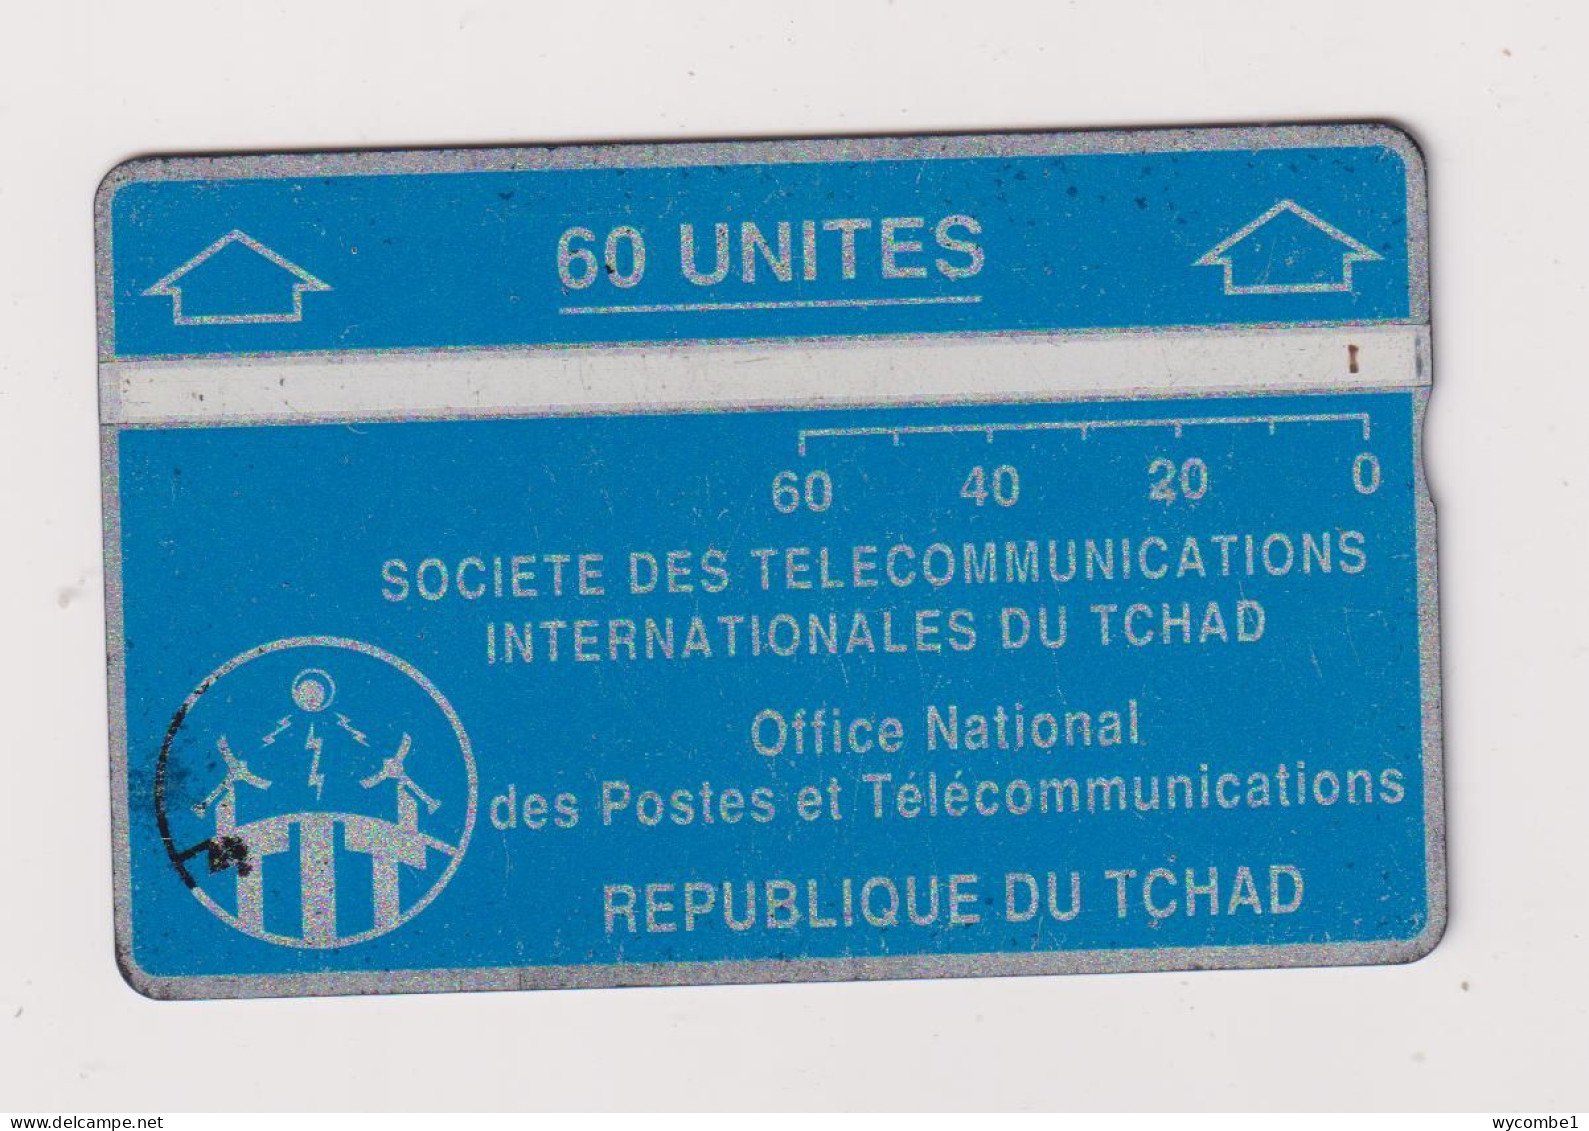 60 UNITES
60 40 20 0
SOCIETE DES TELECOMMUNICATIONS
INTERNATIONALES DU TCHAD
Office National
des Postes et Télécommunications
REPUBLIQUE DU TCHAD
TIT
www.delcampe.net
wycombe1